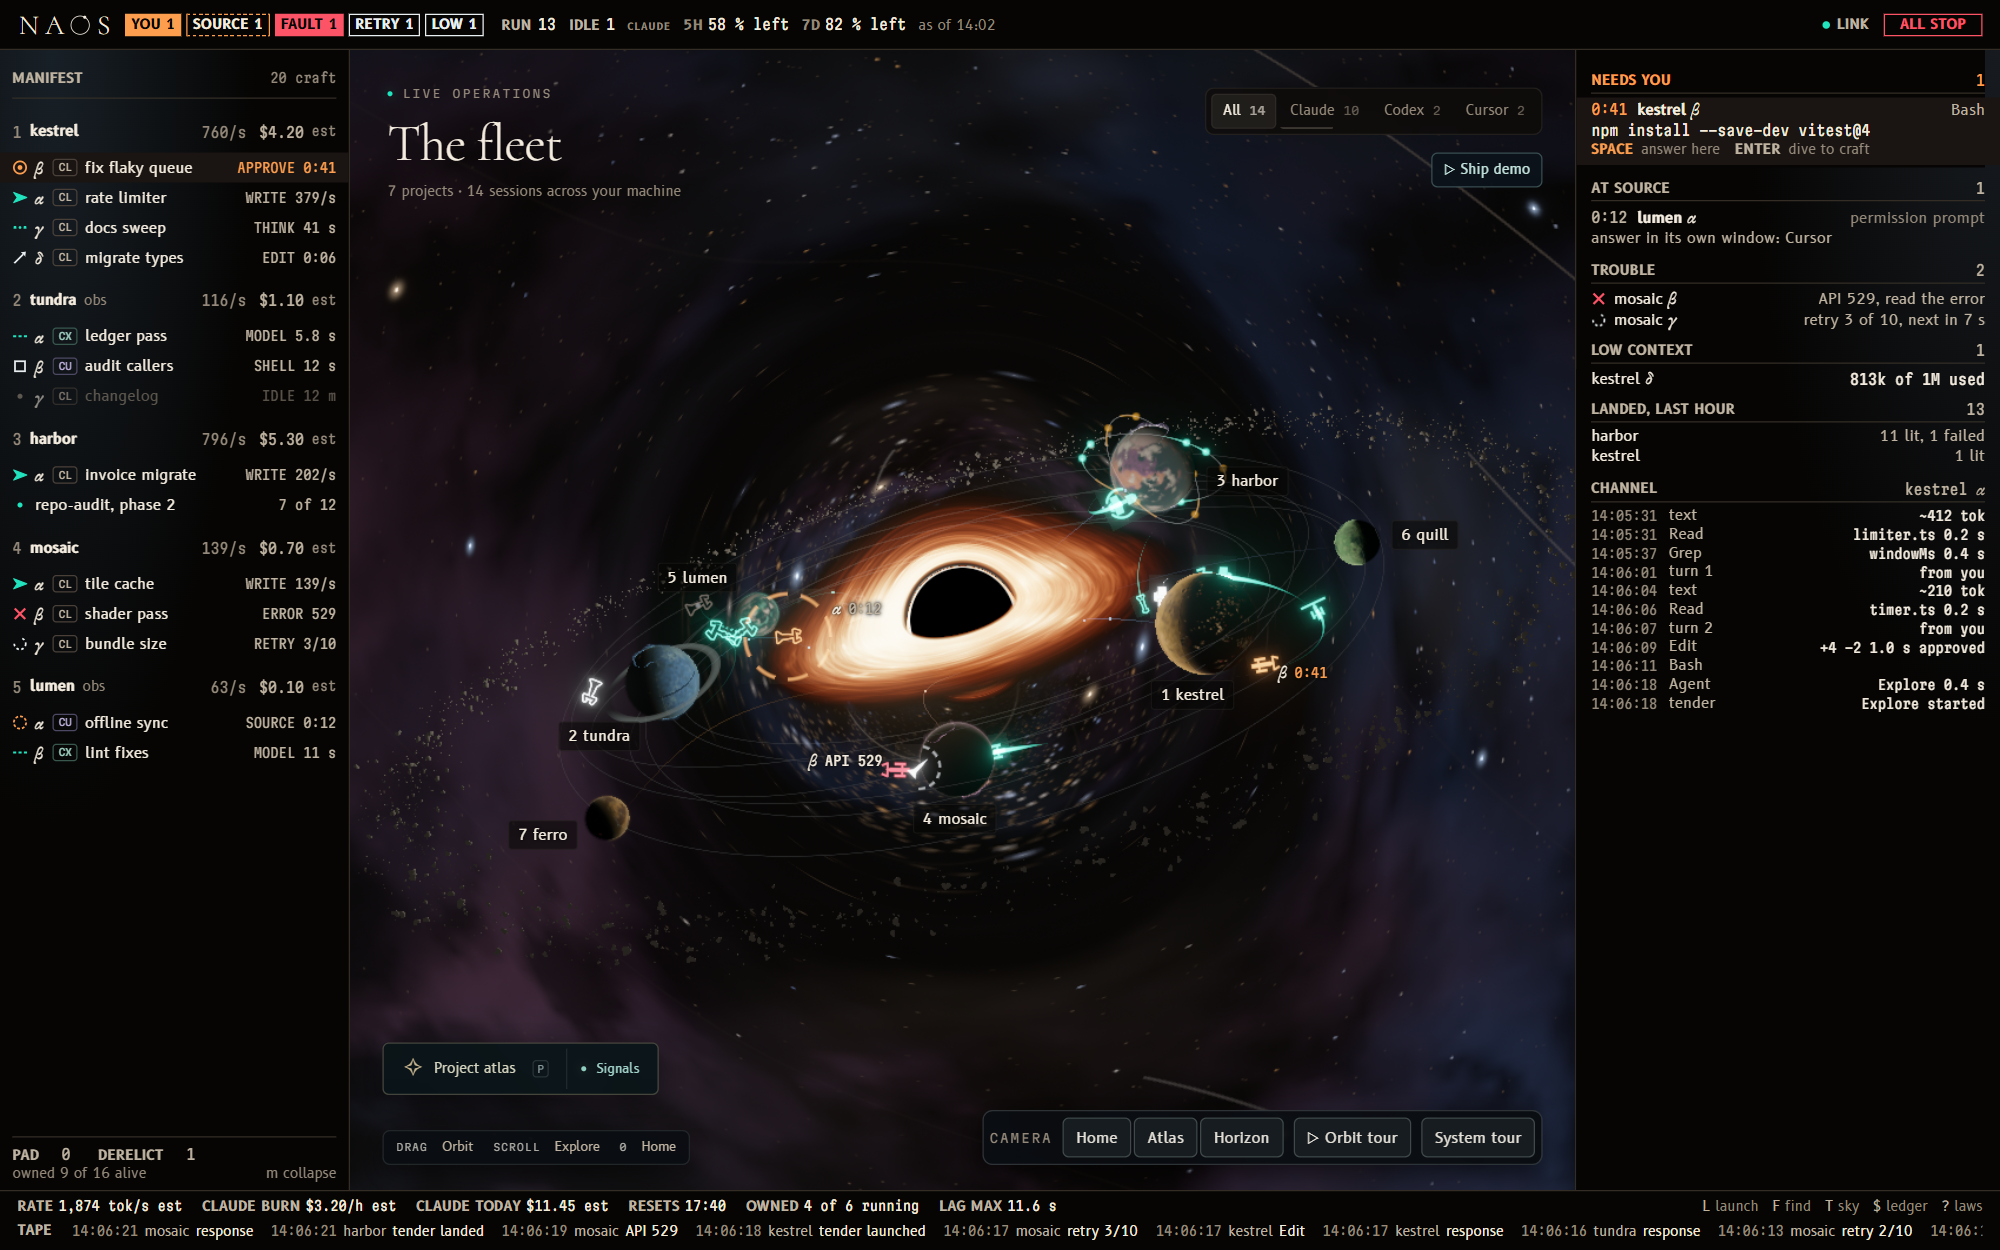 NAOS YOU 1 SOURCE 1 FAULT 1 RETRY 1 LOW 1 RUN 13 IDLE 1 CLAUDE 5H 58 % left 7D 82 % left as of 14:02 LINK ALL STOP
MANIFEST 20 craft
1 kestrel 760/s $4.20 est
β CL fix flaky queue APPROVE 0:41
α CL rate limiter WRITE 379/s
γ CL docs sweep THINK 41 s
δ CL migrate types EDIT 0:06
2 tundra obs 116/s $1.10 est
α CX ledger pass MODEL 5.8 s
β CU audit callers SHELL 12 s
γ CL changelog IDLE 12 m
3 harbor 796/s $5.30 est
α CL invoice migrate WRITE 202/s
repo-audit, phase 2 7 of 12
4 mosaic 139/s $0.70 est
α CL tile cache WRITE 139/s
β CL shader pass ERROR 529
γ CL bundle size RETRY 3/10
5 lumen obs 63/s $0.10 est
α CU offline sync SOURCE 0:12
β CX lint fixes MODEL 11 s
PAD 0 DERELICT 1
owned 9 of 16 alive m collapse
LIVE OPERATIONS
The fleet
7 projects · 14 sessions across your machine
All 14 Claude 10 Codex 2 Cursor 2
▷ Ship demo
3 harbor
6 quill
5 lumen
α 0:12
β 0:41
1 kestrel
2 tundra
β API 529
4 mosaic
7 ferro
Project atlas P • Signals
DRAG Orbit SCROLL Explore 0 Home
CAMERA Home Atlas Horizon ▷ Orbit tour System tour
NEEDS YOU 1
0:41 kestrel β Bash
npm install --save-dev vitest@4
SPACE answer here ENTER dive to craft
AT SOURCE 1
0:12 lumen α permission prompt
answer in its own window: Cursor
TROUBLE 2
mosaic β API 529, read the error
mosaic γ retry 3 of 10, next in 7 s
LOW CONTEXT 1
kestrel δ 813k of 1M used
LANDED, LAST HOUR 13
harbor 11 lit, 1 failed
kestrel 1 lit
CHANNEL kestrel α
14:05:31 text ~412 tok
14:05:31 Read limiter.ts 0.2 s
14:05:37 Grep windowMs 0.4 s
14:06:01 turn 1 from you
14:06:04 text ~210 tok
14:06:06 Read timer.ts 0.2 s
14:06:07 turn 2 from you
14:06:09 Edit +4 −2 1.0 s approved
14:06:11 Bash
14:06:18 Agent Explore 0.4 s
14:06:18 tender Explore started
RATE 1,874 tok/s est CLAUDE BURN $3.20/h est CLAUDE TODAY $11.45 est RESETS 17:40 OWNED 4 of 6 running LAG MAX 11.6 s L launch F find T sky $ ledger ? laws
TAPE 14:06:21 mosaic response 14:06:21 harbor tender landed 14:06:19 mosaic API 529 14:06:18 kestrel tender launched 14:06:17 mosaic retry 3/10 14:06:17 kestrel Edit 14:06:17 kestrel response 14:06:16 tundra response 14:06:13 mosaic retry 2/10 14:06: